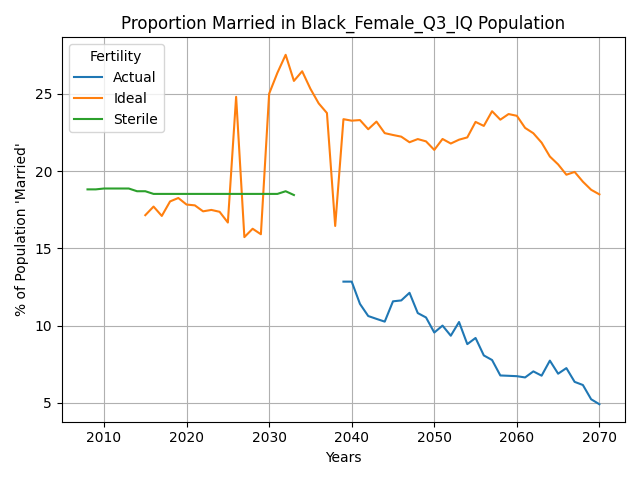 Proportion Married in Black_Female_Q3_IQ Population
Fertility
Actual
Ideal
Sterile
% of Population 'Married'
25
20
15
10
5
2010
2020
2030
2040
2050
2060
2070
Years